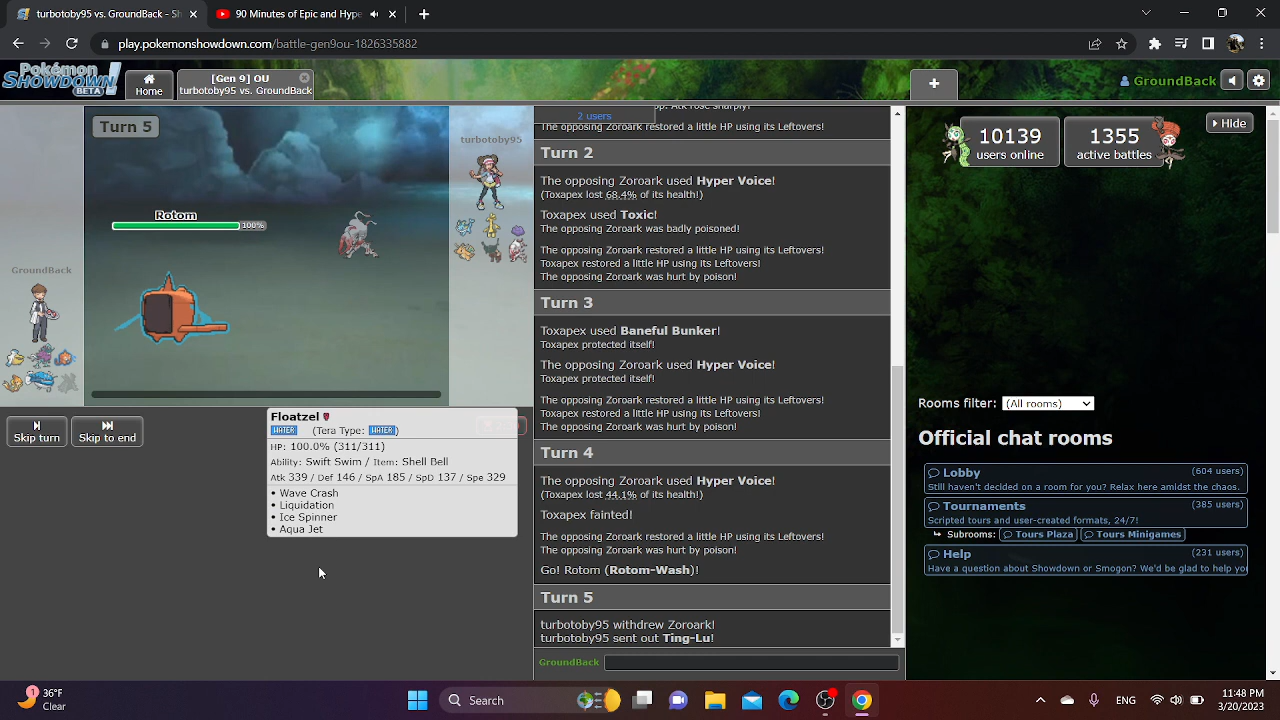 turbotoby95 vs. GroundBack - Sh
90 Minutes of Epic and Hype
play.pokemonshowdown.com/battle-gen9ou-1826335882
Pokémon
SHOWDOWN!
BETA
Home
[Gen 9] OU
turbotoby95 vs. GroundBack
GroundBack
Turn 5
turbotoby95
Rotom
100%
GroundBack
Skip turn
Skip to end
Floatzel
WATER (Tera Type: WATER)
HP: 100.0% (311/311)
Ability: Swift Swim / Item: Shell Bell
Atk 339 / Def 146 / SpA 185 / SpD 137 / Spe 329
• Wave Crash
• Liquidation
• Ice Spinner
• Aqua Jet
2 users
The opposing Zoroark restored a little HP using its Leftovers!
Turn 2
The opposing Zoroark used Hyper Voice!
(Toxapex lost 68.4% of its health!)
Toxapex used Toxic!
The opposing Zoroark was badly poisoned!
The opposing Zoroark restored a little HP using its Leftovers!
Toxapex restored a little HP using its Leftovers!
The opposing Zoroark was hurt by poison!
Turn 3
Toxapex used Baneful Bunker!
Toxapex protected itself!
The opposing Zoroark used Hyper Voice!
Toxapex protected itself!
The opposing Zoroark restored a little HP using its Leftovers!
Toxapex restored a little HP using its Leftovers!
The opposing Zoroark was hurt by poison!
Turn 4
The opposing Zoroark used Hyper Voice!
(Toxapex lost 44.1% of its health!)
Toxapex fainted!
The opposing Zoroark restored a little HP using its Leftovers!
The opposing Zoroark was hurt by poison!
Go! Rotom (Rotom-Wash)!
Turn 5
turbotoby95 withdrew Zoroark!
turbotoby95 sent out Ting-Lu!
GroundBack
10139
users online
1355
active battles
Hide
Rooms filter: (All rooms)
Official chat rooms
Lobby (604 users)
Still haven't decided on a room for you? Relax here amidst the chaos.
Tournaments (385 users)
Scripted tours and user-created formats, 24/7!
Subrooms: Tours Plaza Tours Minigames
Help (231 users)
Have a question about Showdown or Smogon? We'd be glad to help you
1
36°F
Clear
Search
ENG
11:48 PM
3/20/2023